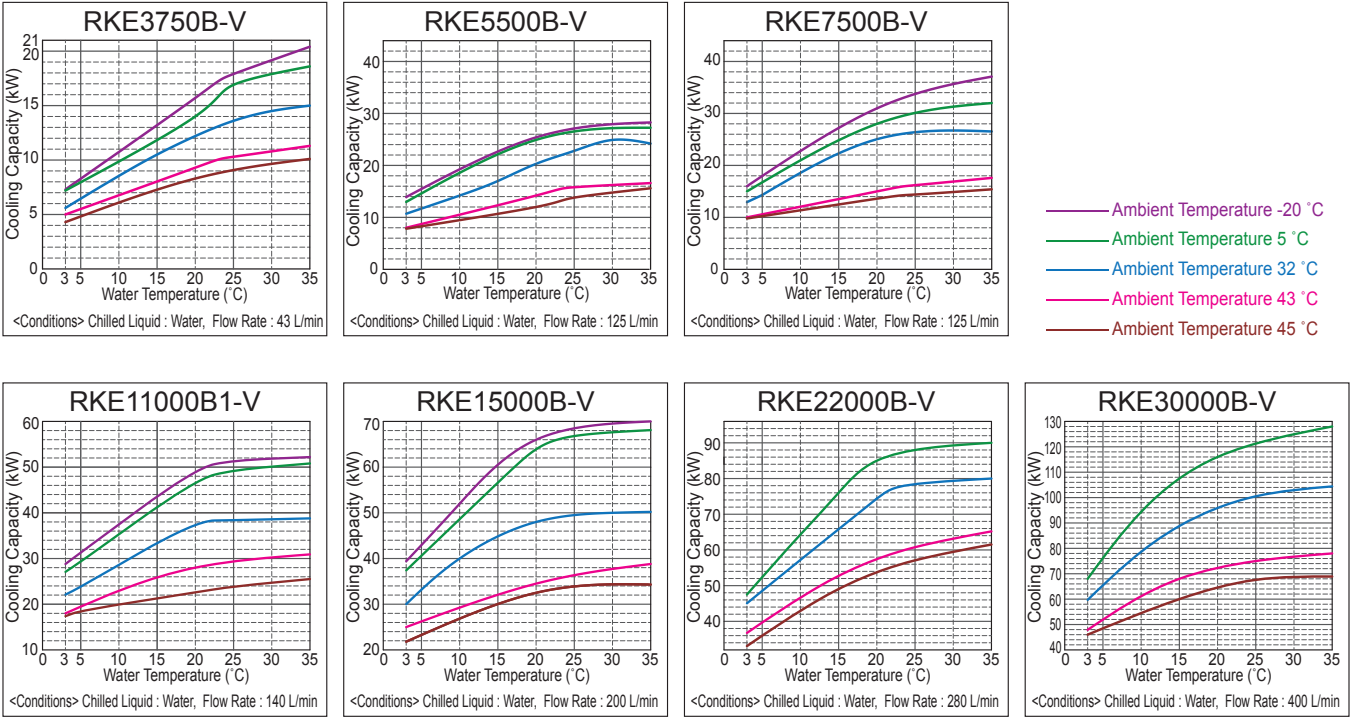 RKE3750B-V
Cooling Capacity (kW)
21
20
15
10
5
0
0 3 5 10 15 20 25 30 35
Water Temperature (˚C)
<Conditions> Chilled Liquid : Water, Flow Rate : 43 L/min
RKE5500B-V
Cooling Capacity (kW)
40
30
20
10
0
0 3 5 10 15 20 25 30 35
Water Temperature (˚C)
<Conditions> Chilled Liquid : Water, Flow Rate : 125 L/min
RKE7500B-V
Cooling Capacity (kW)
40
30
20
10
0
0 3 5 10 15 20 25 30 35
Water Temperature (˚C)
<Conditions> Chilled Liquid : Water, Flow Rate : 125 L/min
Ambient Temperature -20 ˚C
Ambient Temperature 5 ˚C
Ambient Temperature 32 ˚C
Ambient Temperature 43 ˚C
Ambient Temperature 45 ˚C
RKE11000B1-V
Cooling Capacity (kW)
60
50
40
30
20
10
0 3 5 10 15 20 25 30 35
Water Temperature (˚C)
<Conditions> Chilled Liquid : Water, Flow Rate : 140 L/min
RKE15000B-V
Cooling Capacity (kW)
70
60
50
40
30
20
0 3 5 10 15 20 25 30 35
Water Temperature (˚C)
<Conditions> Chilled Liquid : Water, Flow Rate : 200 L/min
RKE22000B-V
Cooling Capacity (kW)
90
80
70
60
50
40
0 3 5 10 15 20 25 30 35
Water Temperature (˚C)
<Conditions> Chilled Liquid : Water, Flow Rate : 280 L/min
RKE30000B-V
Cooling Capacity (kW)
130
120
110
100
90
80
70
60
50
40
0 3 5 10 15 20 25 30 35
Water Temperature (˚C)
<Conditions> Chilled Liquid : Water, Flow Rate : 400 L/min